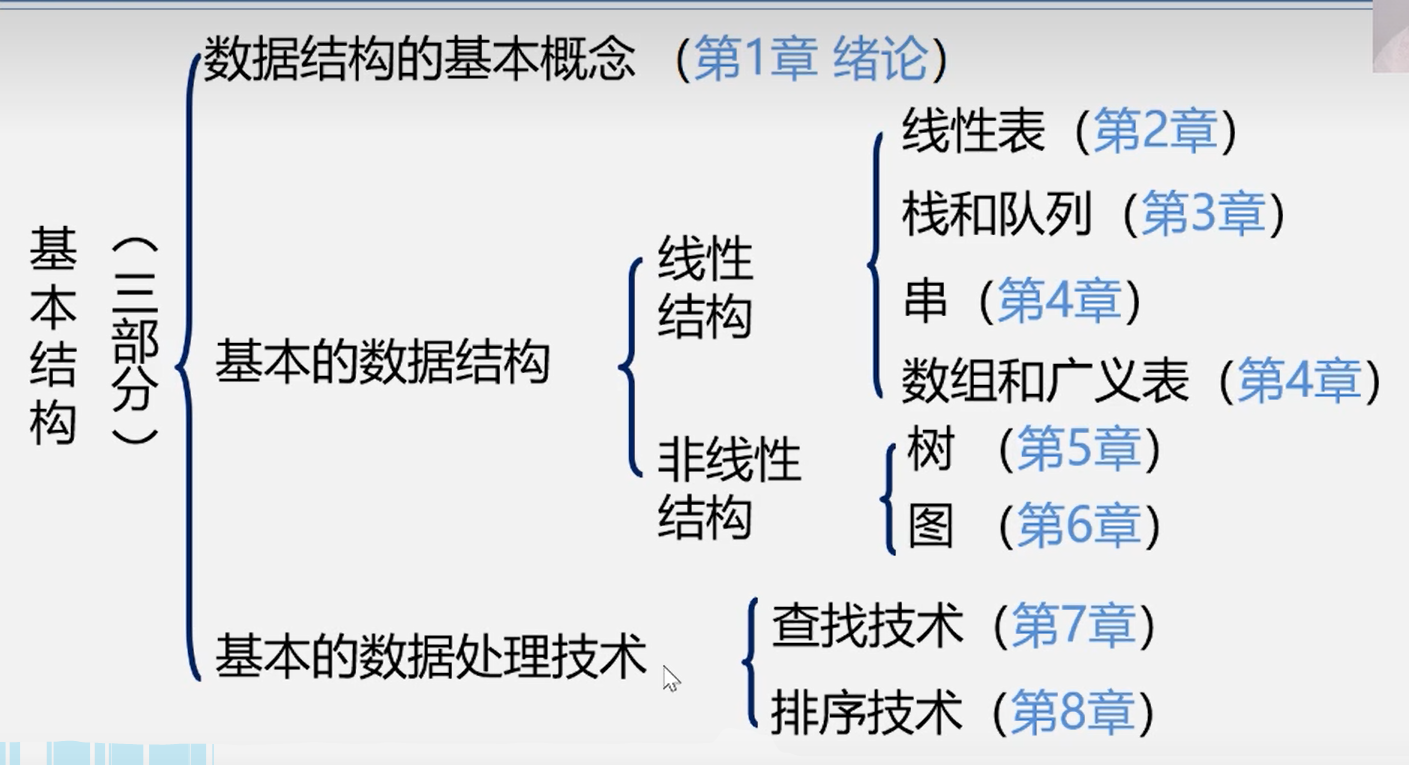 基本结构
（三部分）
数据结构的基本概念 （第1章 绪论）
基本的数据结构
线性
结构
线性表（第2章）
栈和队列（第3章）
串（第4章）
数组和广义表（第4章）
非线性
结构
树 （第5章）
图 （第6章）
基本的数据处理技术
查找技术（第7章）
排序技术（第8章）